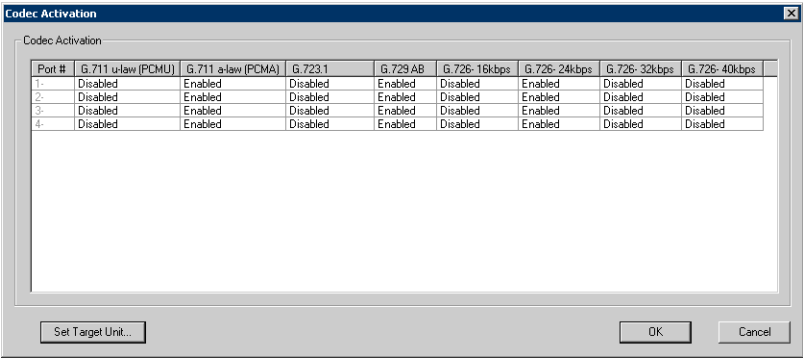 Codec Activation
Codec Activation
Port # G.711 u-law (PCMU) G.711 a-law (PCMA) G.723.1 G.729 AB G.726- 16kbps G.726- 24kbps G.726- 32kbps G.726- 40kbps
1- Disabled Enabled Disabled Enabled Disabled Enabled Disabled Disabled
2- Disabled Enabled Disabled Enabled Disabled Enabled Disabled Disabled
3- Disabled Enabled Disabled Enabled Disabled Enabled Disabled Disabled
4- Disabled Enabled Disabled Enabled Disabled Enabled Disabled Disabled
Set Target Unit... OK Cancel